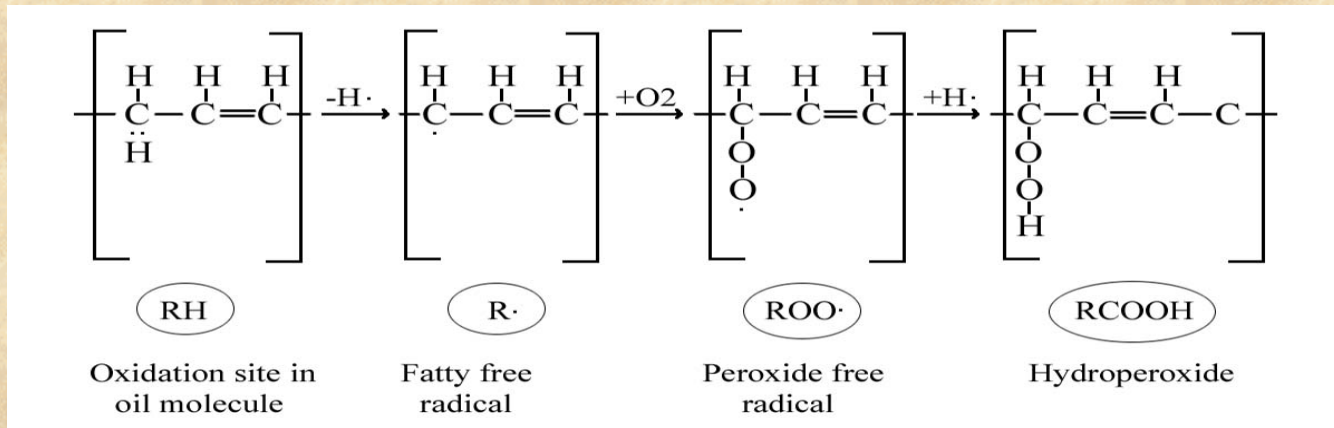 H H H H H H H H H H H H
-H· +O2 +H·
C—C=C C—C=C C—C=C C—C=C—C
H O O
O O
H
RH R· ROO· RCOOH
Oxidation site in Fatty free Peroxide free Hydroperoxide
oil molecule radical radical